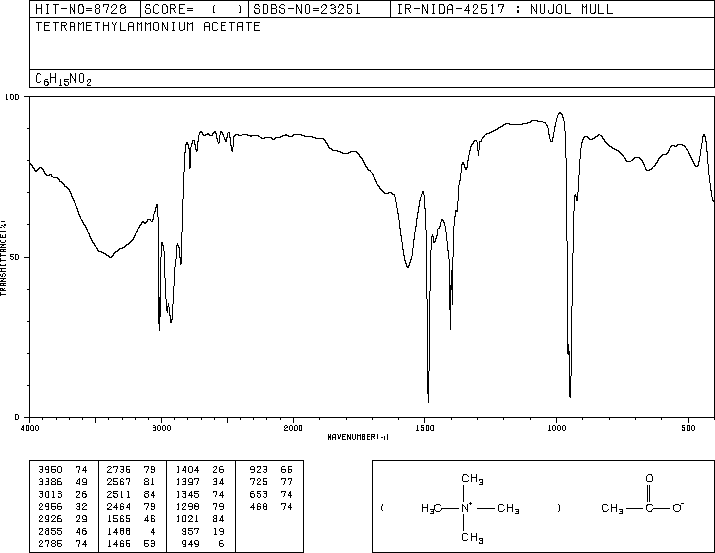 HIT-NO=8728 SCORE= ( ) SDBS-NO=23251 IR-NIDA-42517 : NUJOL MULL
TETRAMETHYLAMMONIUM ACETATE
C6H15NO2
100
TRANSMITTANCE(%)
50
0
4000 3000 2000 1500 1000 500
WAVENUMBER(-1)
3960 74 2736 79 1404 26 923 66
3386 49 2567 81 1397 34 725 77
3013 26 2511 84 1345 74 653 74
2956 32 2464 79 1298 79 468 74
2926 29 1565 46 1021 84
2855 46 1488 4 957 19
2785 74 1466 53 949 6
CH3 O
( H3C N+ CH3 ) CH3 C O-
CH3